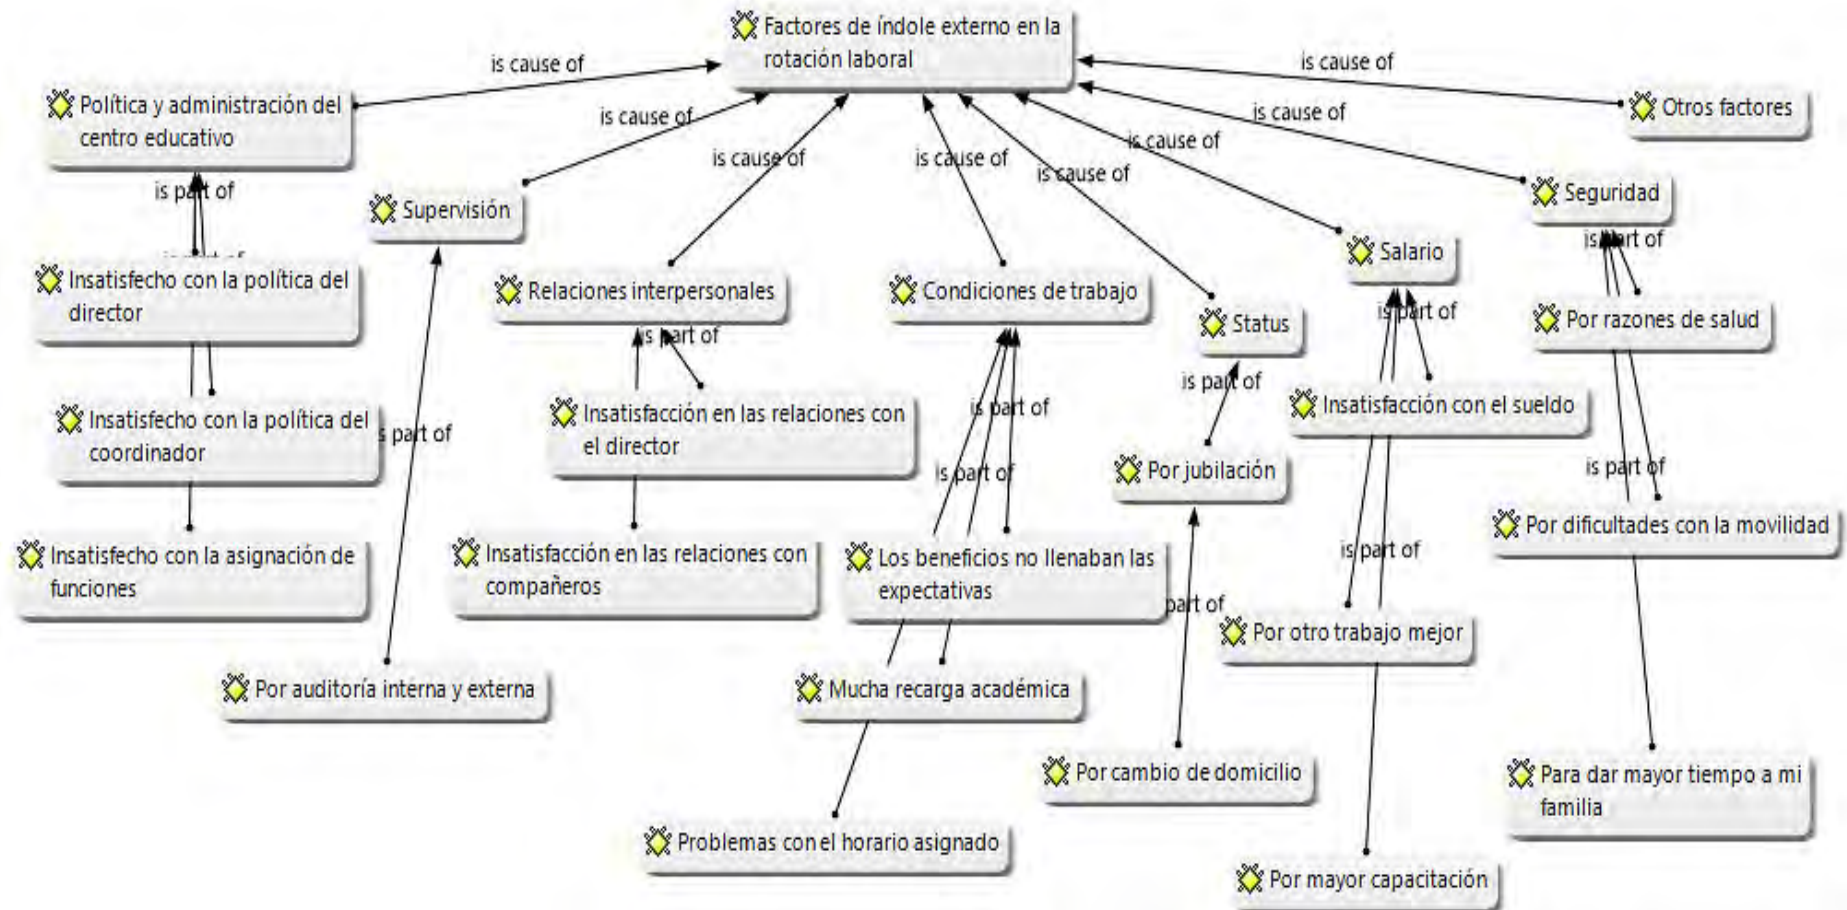 Factores de índole externo en la
rotación laboral
is cause of
is cause of
is cause of
is cause of
is cause of
is cause of
is cause of
is cause of
Política y administración del
centro educativo
Otros factores
Supervisión
Seguridad
Salario
Relaciones interpersonales
Condiciones de trabajo
Status
is part of
Insatisfecho con la política del
director
Insatisfecho con la política del
coordinador
Insatisfecho con la asignación de
funciones
part of
Por auditoría interna y externa
is part of
Insatisfacción en las relaciones con
el director
Insatisfacción en las relaciones con
compañeros
is part of
is part of
Los beneficios no llenaban las
expectativas
Mucha recarga académica
Problemas con el horario asignado
is part of
Por jubilación
part of
Por cambio de domicilio
is part of
Insatisfacción con el sueldo
is part of
Por otro trabajo mejor
Por mayor capacitación
is part of
Por razones de salud
is part of
Por dificultades con la movilidad
Para dar mayor tiempo a mi
familia